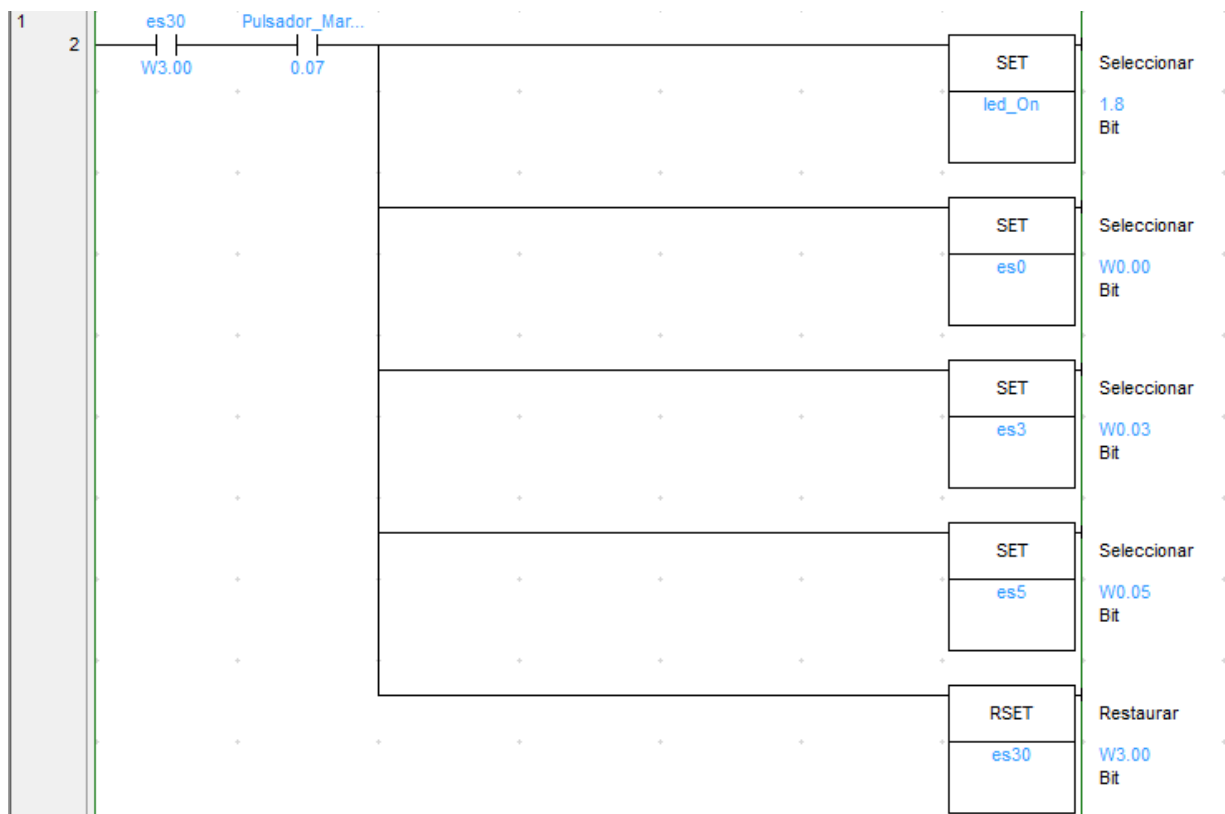 1
es30 Pulsador_Mar...
2
W3.00 0.07
SET Seleccionar
led_On 1.8
Bit
SET Seleccionar
es0 W0.00
Bit
SET Seleccionar
es3 W0.03
Bit
SET Seleccionar
es5 W0.05
Bit
RSET Restaurar
es30 W3.00
Bit